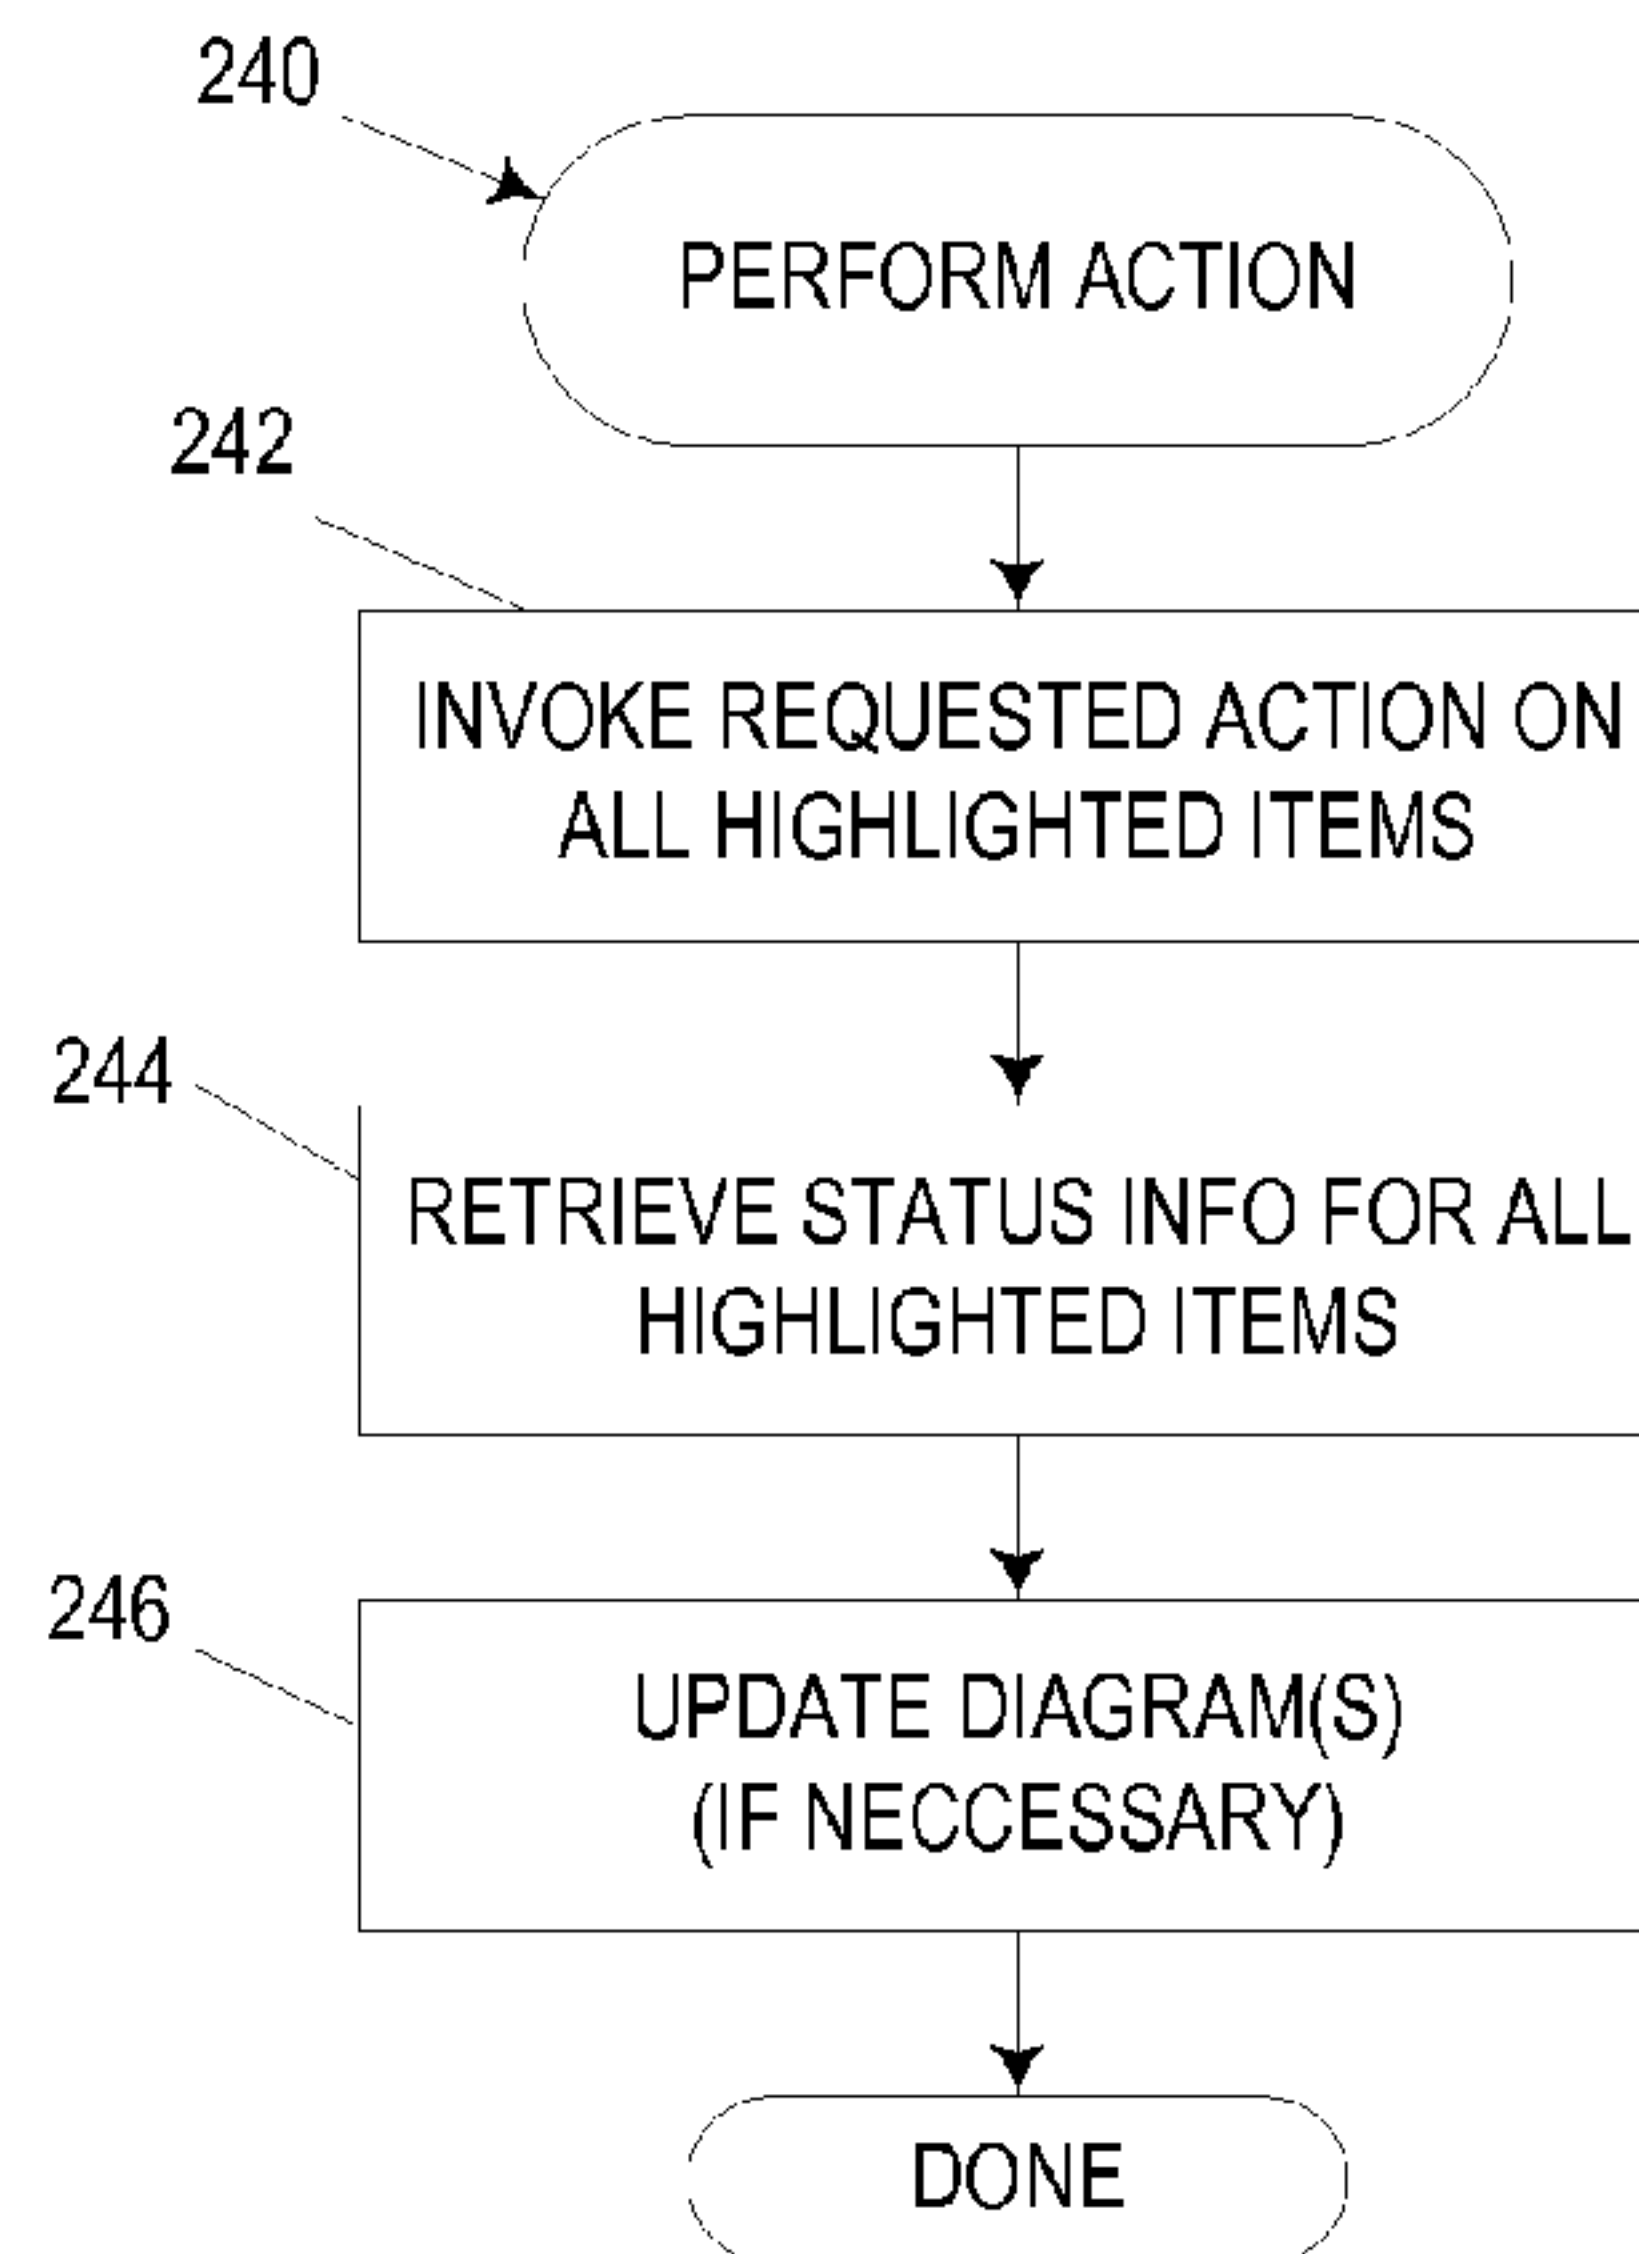 240
PERFORM ACTION
242
INVOKE REQUESTED ACTION ON
ALL HIGHLIGHTED ITEMS
244
RETRIEVE STATUS INFO FOR ALL
HIGHLIGHTED ITEMS
246
UPDATE DIAGRAM(S)
(IF NECCESSARY)
DONE